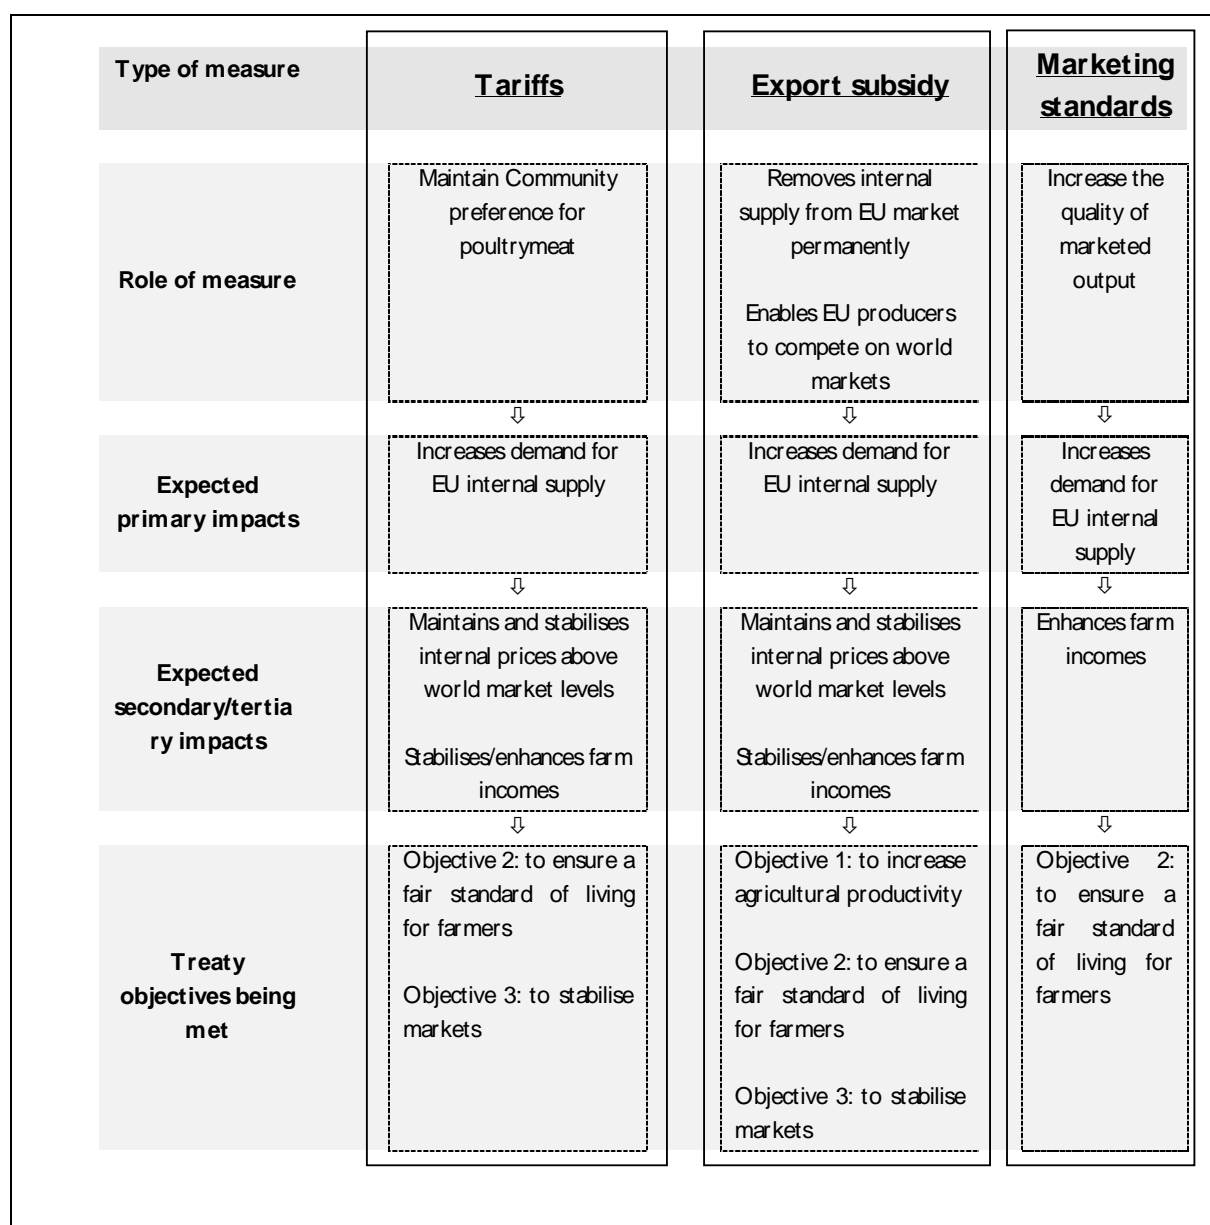 Type of measure
Tariffs
Export subsidy
Marketing
standards
Role of measure
Maintain Community
preference for
poultrymeat
Removes internal
supply from EU market
permanently
Enables EU producers
to compete on world
markets
Increase the
quality of
marketed
output
⇩
⇩
⇩
Expected
primary impacts
Increases demand for
EU internal supply
Increases demand for
EU internal supply
Increases
demand for
EU internal
supply
⇩
⇩
⇩
Expected
secondary/tertia
ry impacts
Maintains and stabilises
internal prices above
world market levels
Stabilises/enhances farm
incomes
Maintains and stabilises
internal prices above
world market levels
Stabilises/enhances farm
incomes
Enhances farm
incomes
⇩
⇩
⇩
Treaty
objectives being
met
Objective 2: to ensure a
fair standard of living
for farmers
Objective 3: to stabilise
markets
Objective 1: to increase
agricultural productivity
Objective 2: to ensure a
fair standard of living
for farmers
Objective 3: to stabilise
markets
Objective 2:
to ensure a
fair standard
of living for
farmers